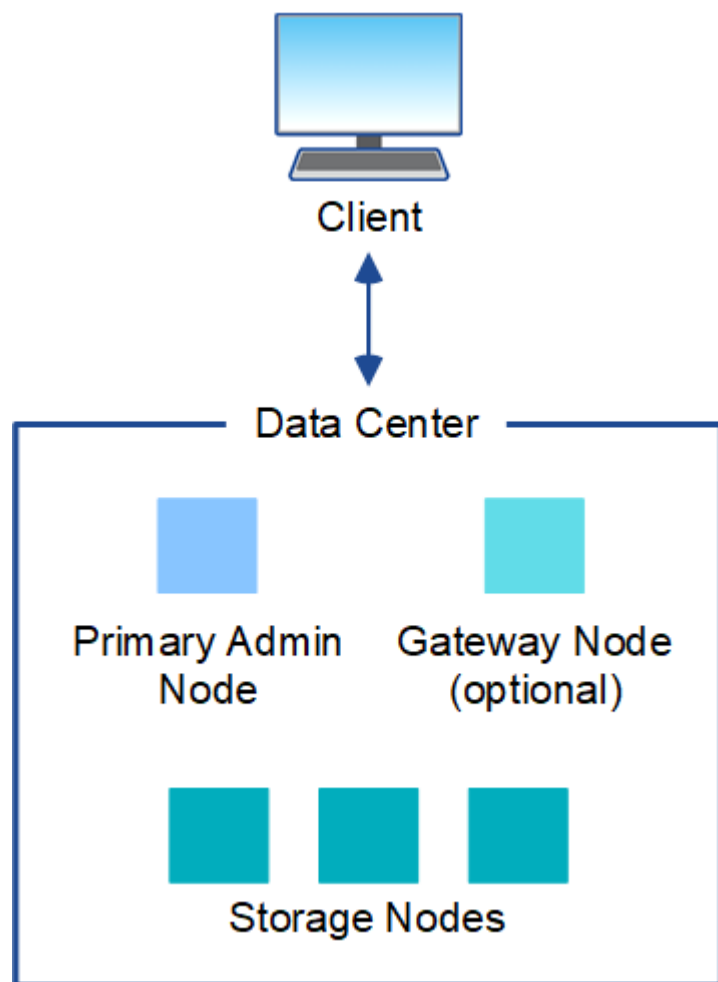 Client
Data Center
Primary Admin
Node
Gateway Node
(optional)
Storage Nodes